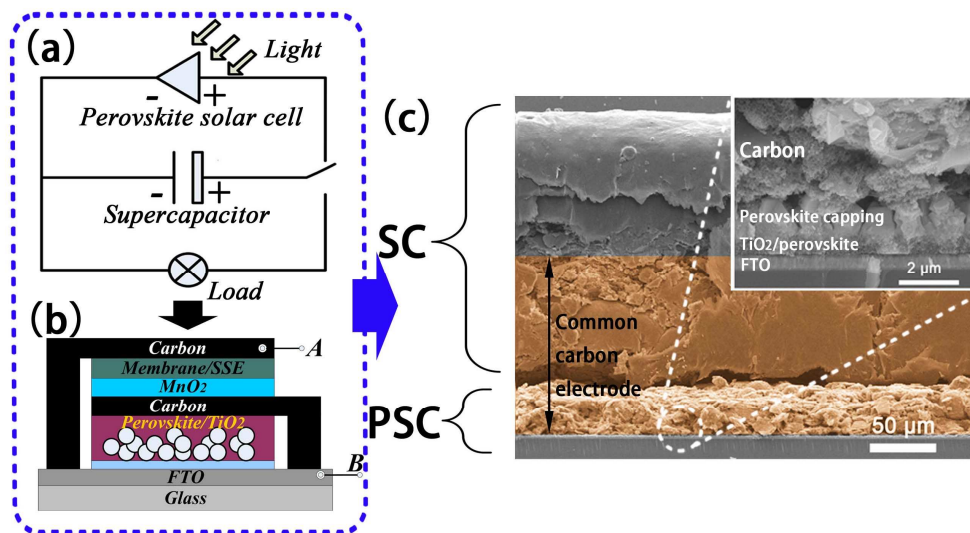 (a)
Light
- +
Perovskite solar cell
- +
Supercapacitor
Load
(b)
Carbon
A
Membrane/SSE
MnO2
Carbon
Perovskite/TiO2
B
FTO
Glass
(c)
SC
PSC
Common
carbon
electrode
50 μm
Carbon
Perovskite capping
TiO2/perovskite
FTO
2 μm